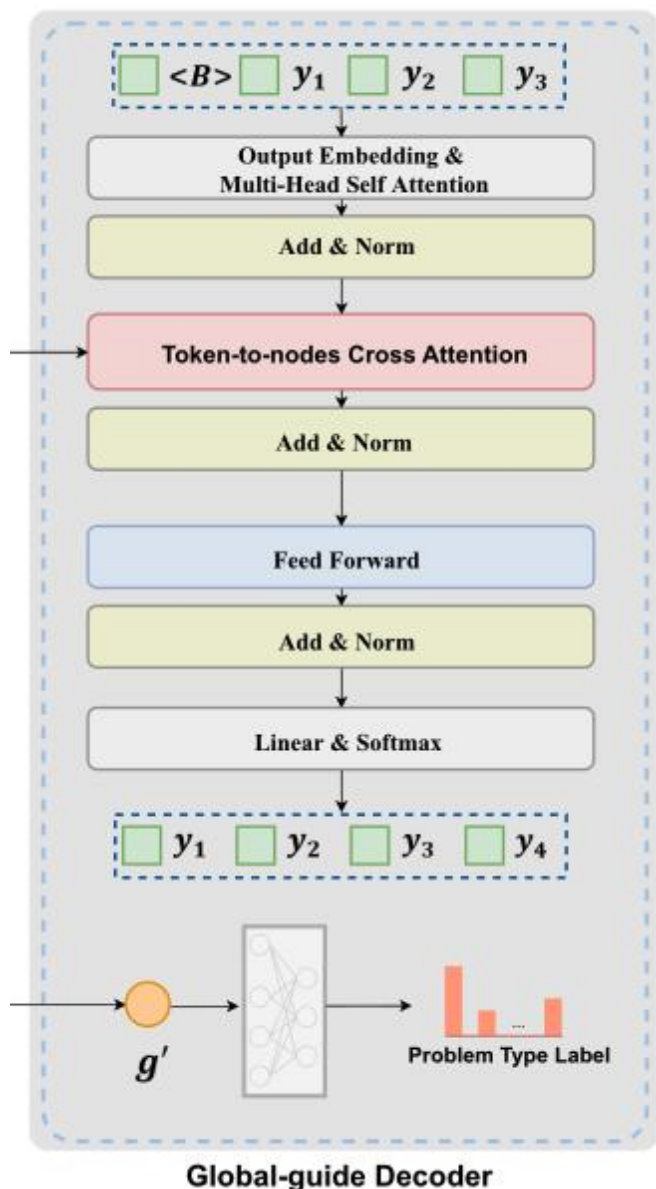 <B> y₁ y₂ y₃
Output Embedding &
Multi-Head Self Attention
Add & Norm
Token-to-nodes Cross Attention
Add & Norm
Feed Forward
Add & Norm
Linear & Softmax
y₁ y₂ y₃ y₄
...
g′
Problem Type Label
Global-guide Decoder